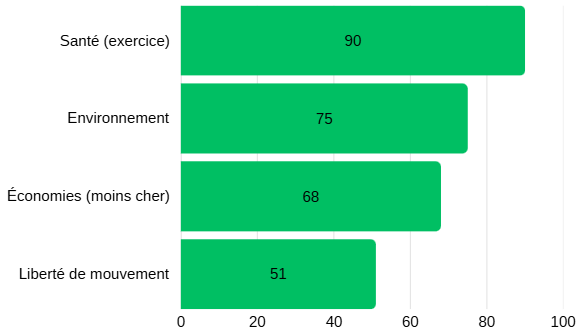 Santé (exercice)
90
Environnement
75
Économies (moins cher)
68
Liberté de mouvement
51
0 20 40 60 80 100